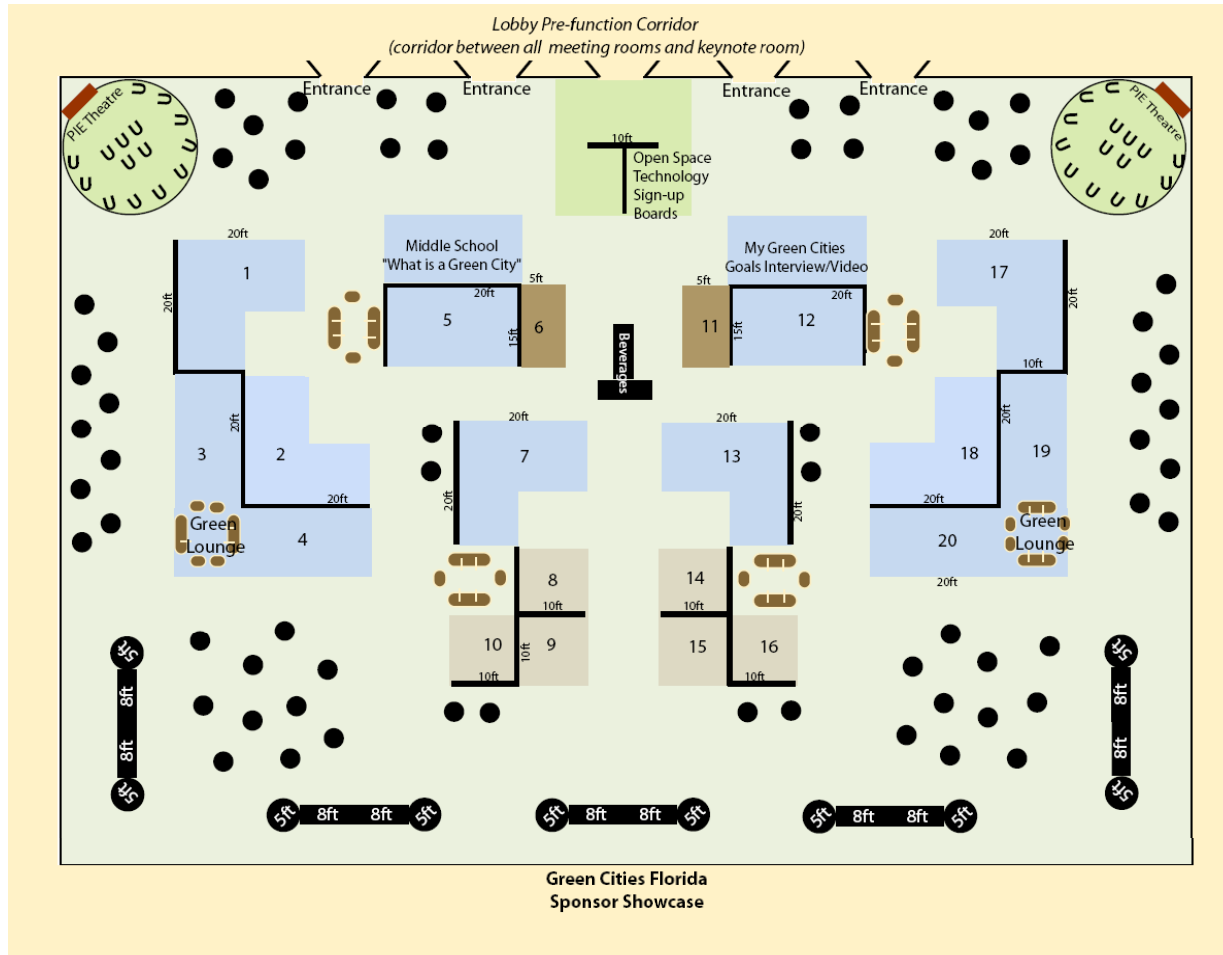 Lobby Pre-function Corridor
(corridor between all meeting rooms and keynote room)
Entrance
Entrance
Entrance
Entrance
PIE Theatre
PIE Theatre
10ft
Open Space
Technology
Sign-up
Boards
20ft
1
20ft
Middle School
"What is a Green City"
20ft
5
15ft
5ft
6
My Green Cities
Goals Interview/Video
5ft
11
15ft
20ft
12
20ft
17
20ft
10ft
Beverages
3
20ft
2
20ft
Green
Lounge
4
20ft
7
20ft
20ft
13
20ft
18
20ft
19
20ft
Green
Lounge
20
20ft
8
10ft
10
10ft
9
10ft
14
10ft
15
16
10ft
5ft
8ft
8ft
5ft
5ft
8ft
8ft
5ft
5ft 8ft 8ft 5ft
5ft 8ft 8ft 5ft
5ft 8ft 8ft 5ft
Green Cities Florida
Sponsor Showcase